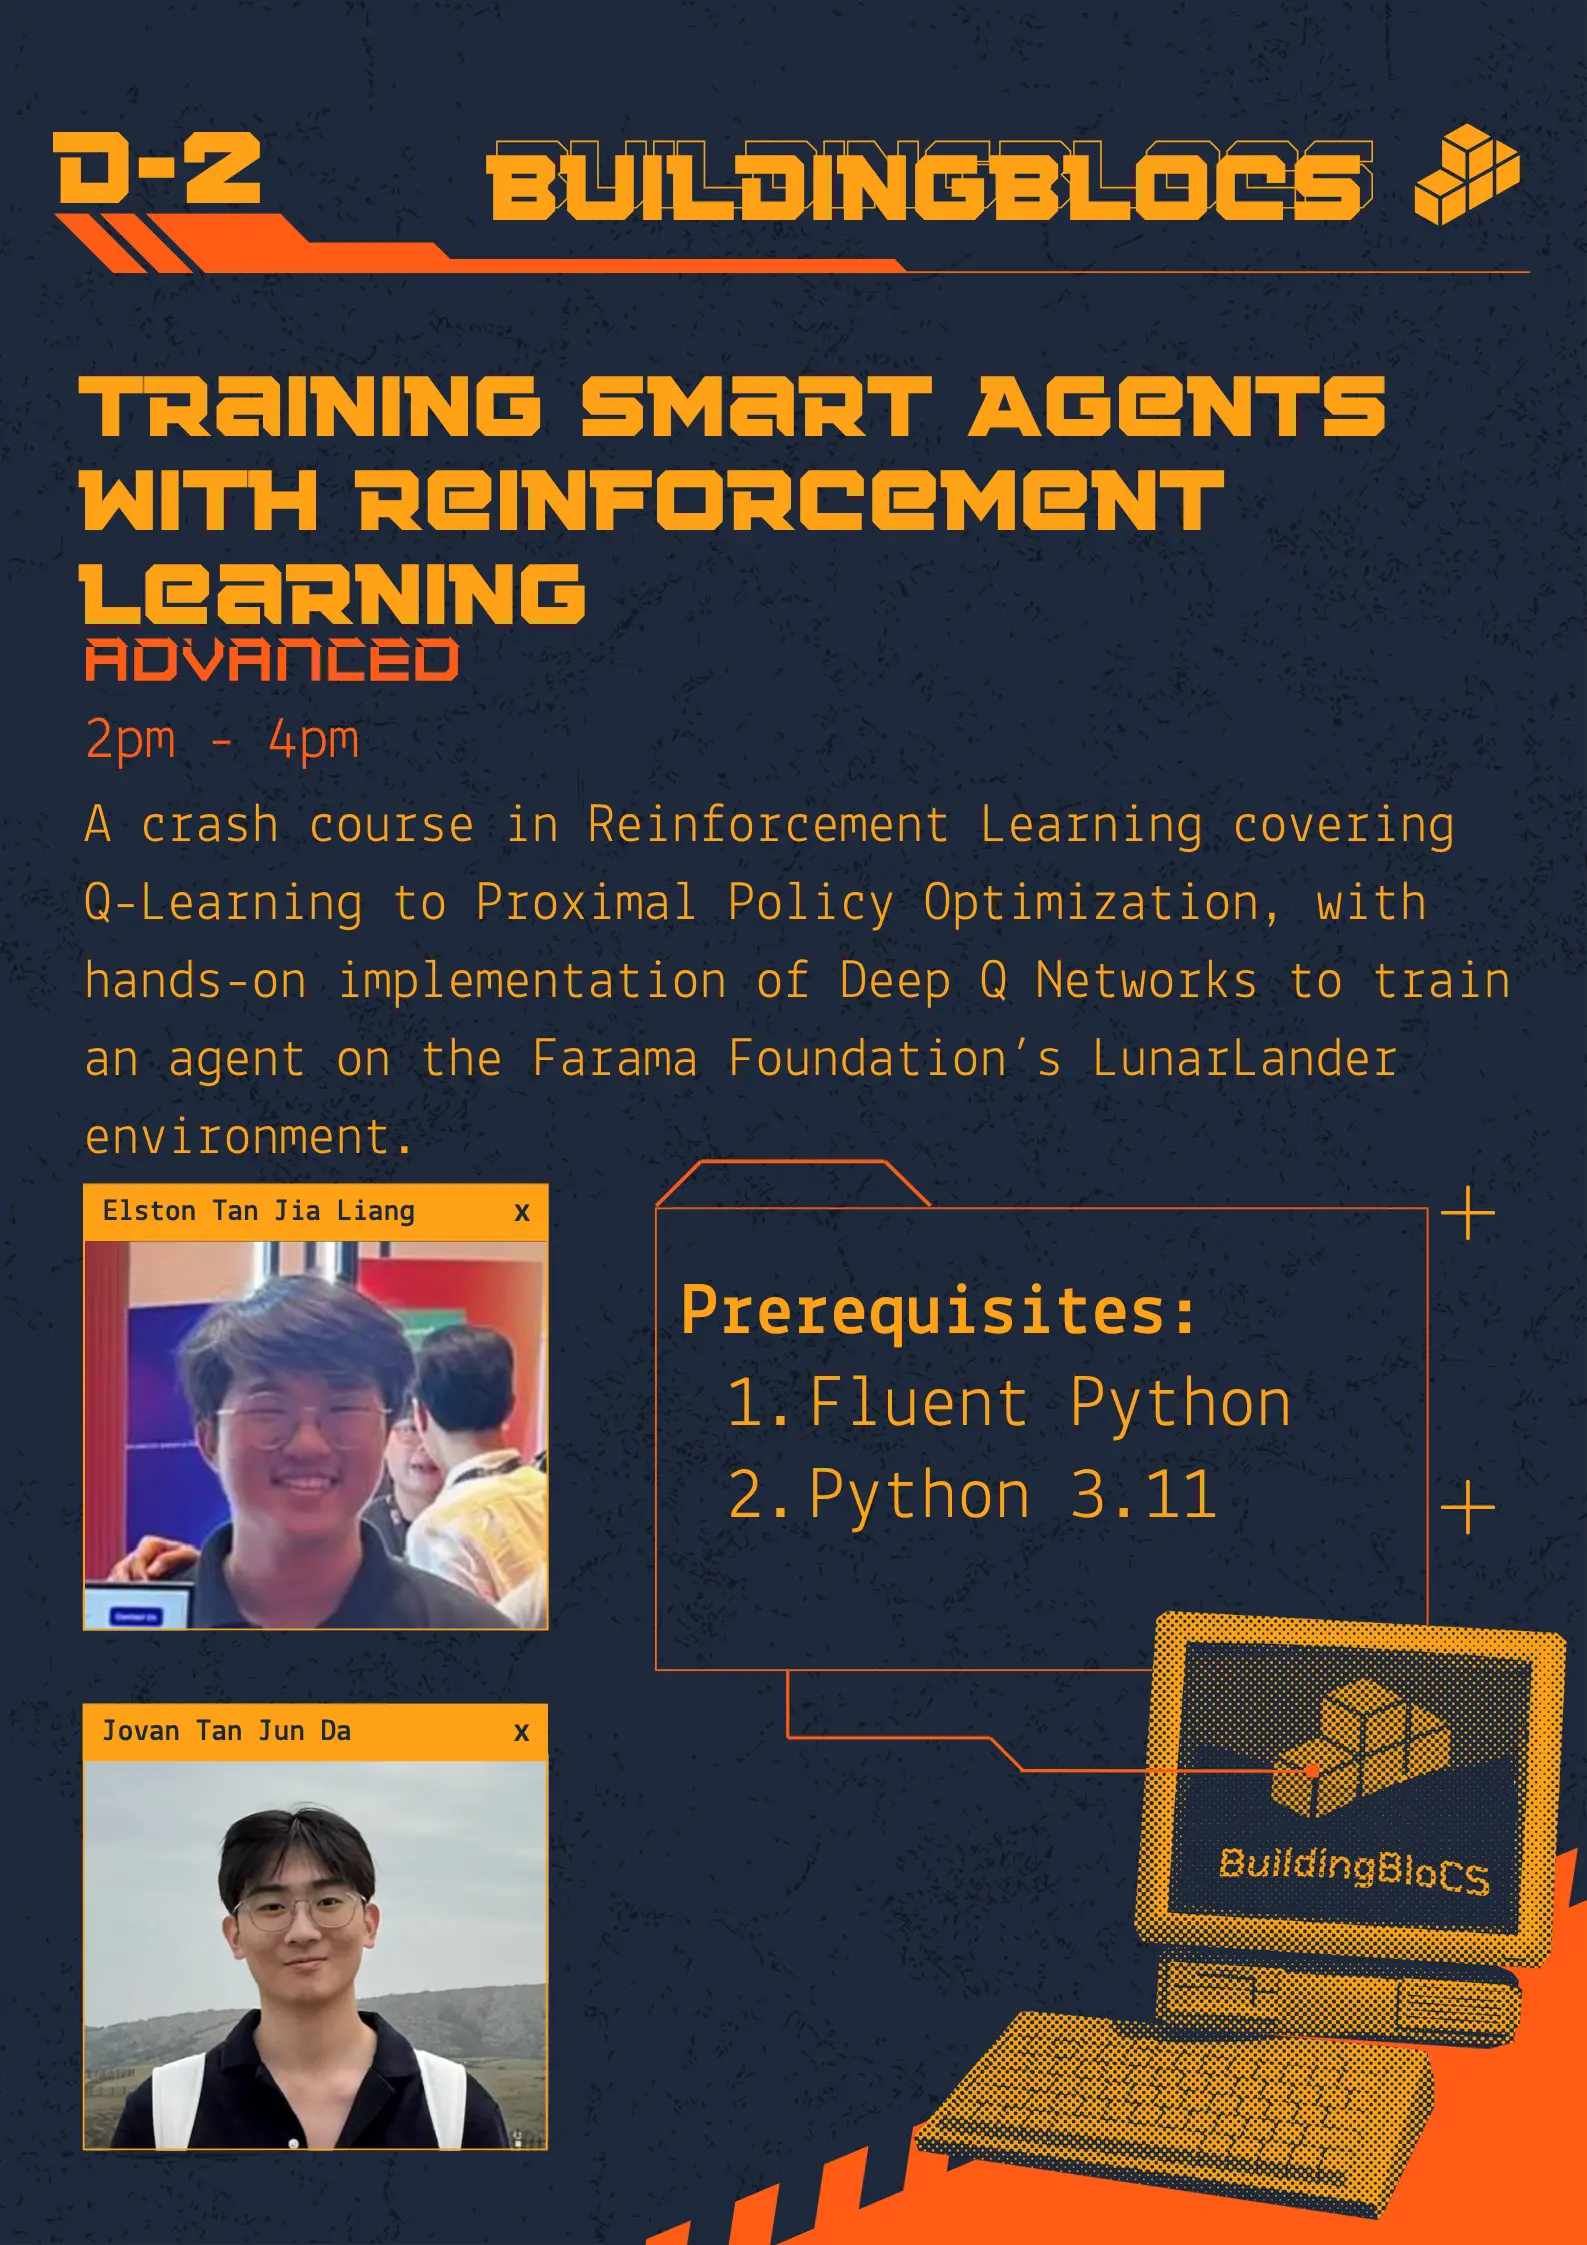 D-2
BUILDINGBLOCS
TRAINING SMART AGENTS
WITH REINFORCEMENT
LEARNING
ADVANCED
2pm - 4pm
A crash course in Reinforcement Learning covering
Q-Learning to Proximal Policy Optimization, with
hands-on implementation of Deep Q Networks to train
an agent on the Farama Foundation’s LunarLander
environment.
Elston Tan Jia Liang x
Contact Us
Prerequisites:
1. Fluent Python
2. Python 3.11
Jovan Tan Jun Da x
BuildingBloCS